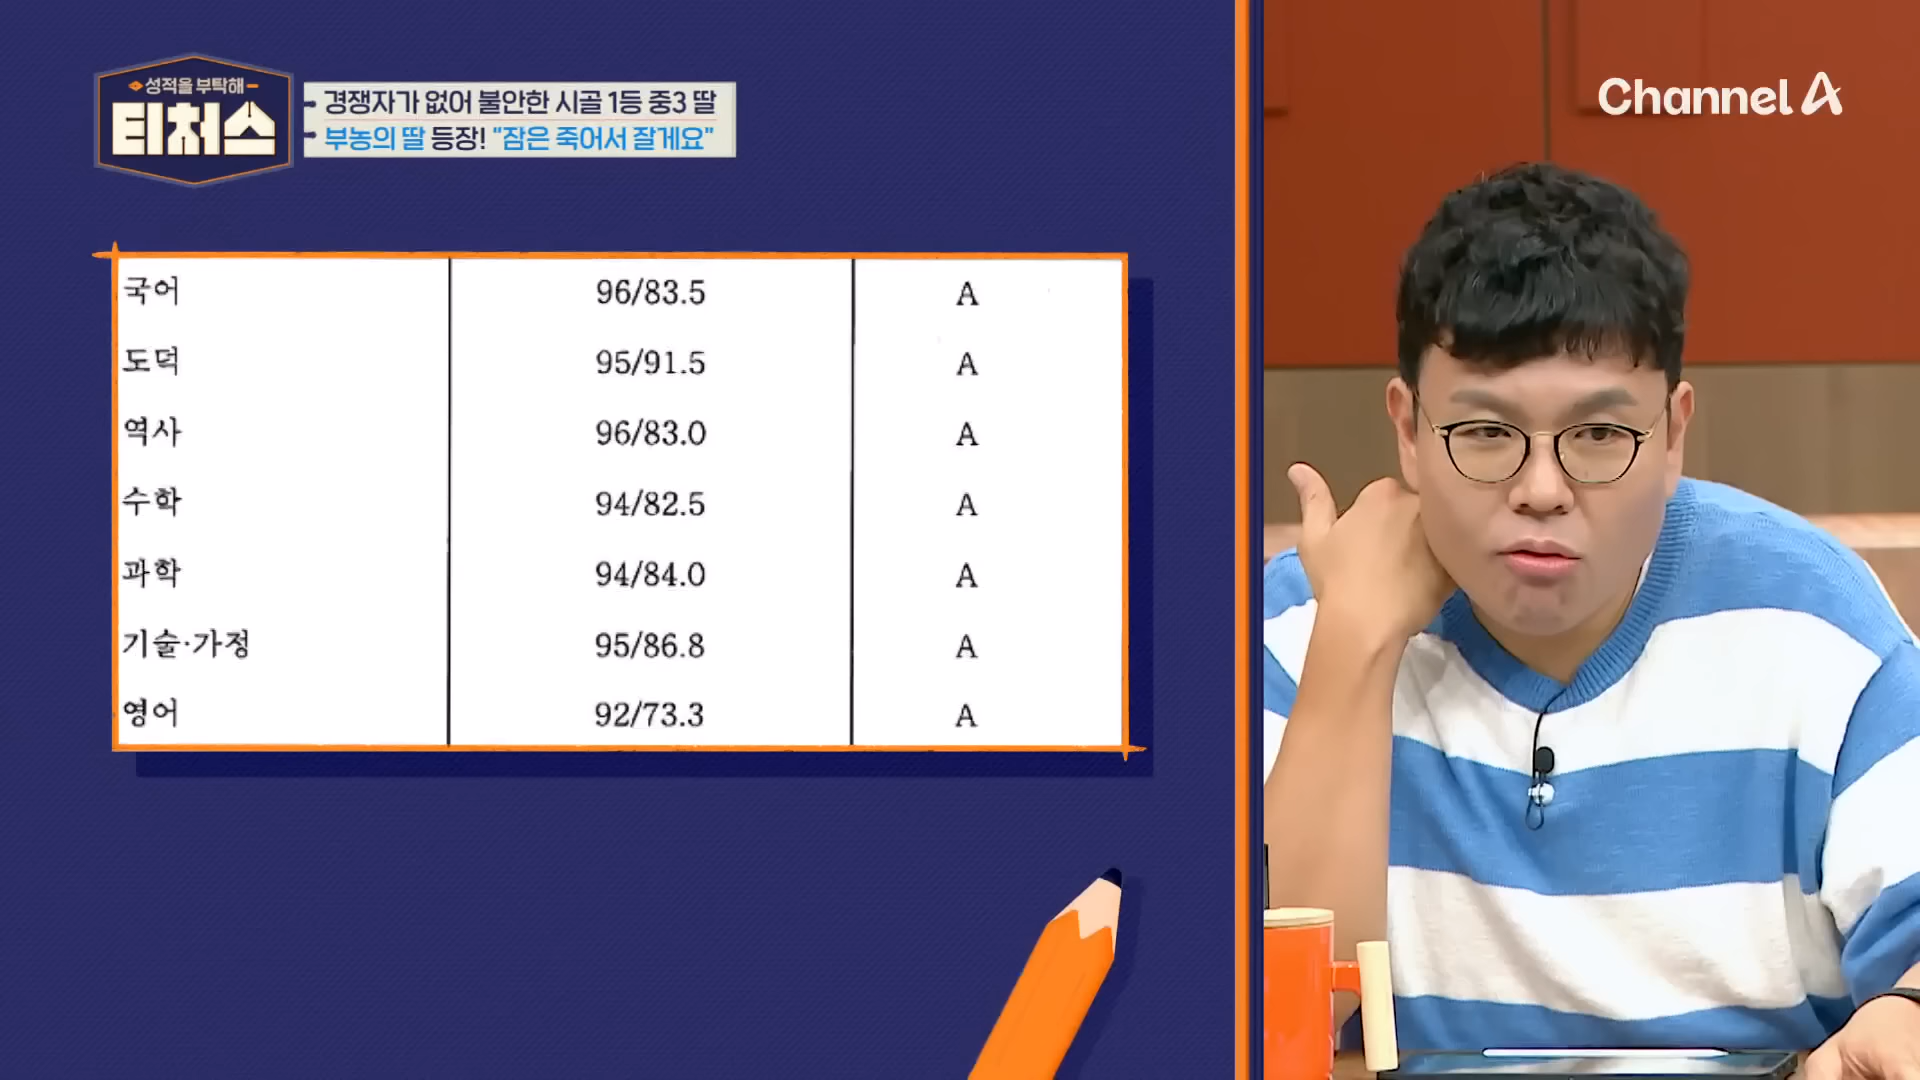 성적을 부탁해
티처스
경쟁자가 없어 불안한 시골 1등 중3 딸
부농의 딸 등장! "잠은 죽어서 잘게요"
Channel A
국어 96/83.5 A
도덕 95/91.5 A
역사 96/83.0 A
수학 94/82.5 A
과학 94/84.0 A
기술·가정 95/86.8 A
영어 92/73.3 A